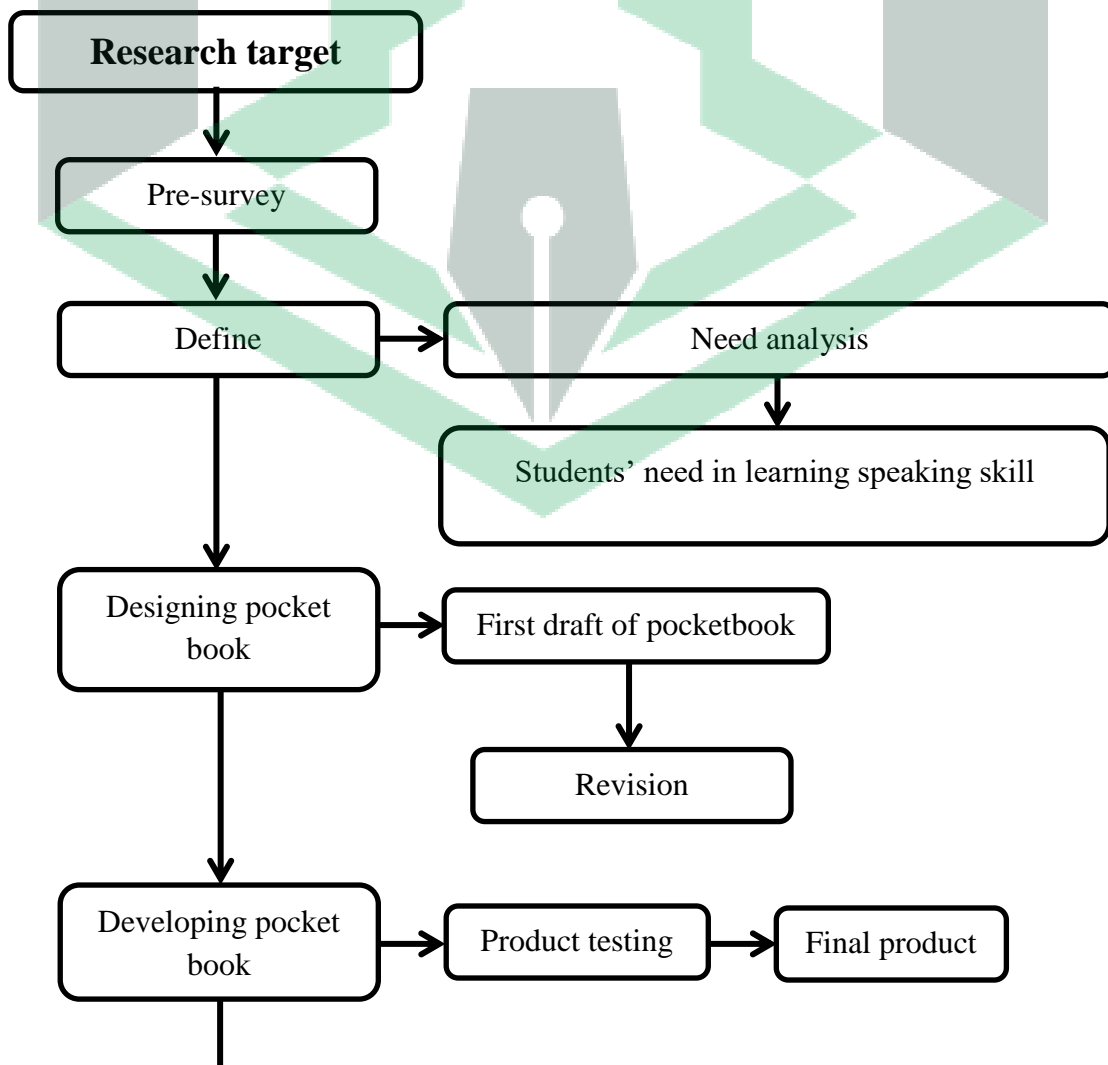 Research target
Pre-survey
Define
Need analysis
Students’ need in learning speaking skill
Designing pocket
book
First draft of pocketbook
Revision
Developing pocket
book
Product testing
Final product